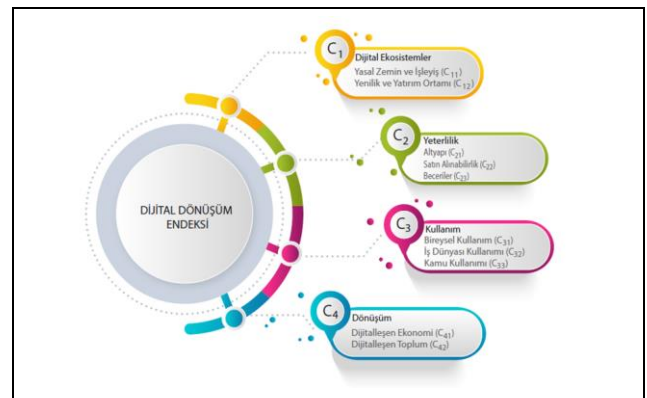 DİJİTAL DÖNÜŞÜM
ENDEKSİ
C1
Dijital Ekosistemler
Yasal Zemin ve İşleyiş (C11)
Yenilik ve Yatırım Ortamı (C12)
C2
Yeterlilik
Altyapı (C21)
Satın Alınabilirlik (C22)
Beceriler (C23)
C3
Kullanım
Bireysel Kullanım (C31)
İş Dünyası Kullanımı (C32)
Kamu Kullanımı (C33)
C4
Dönüşüm
Dijitalleşen Ekonomi (C41)
Dijitalleşen Toplum (C42)